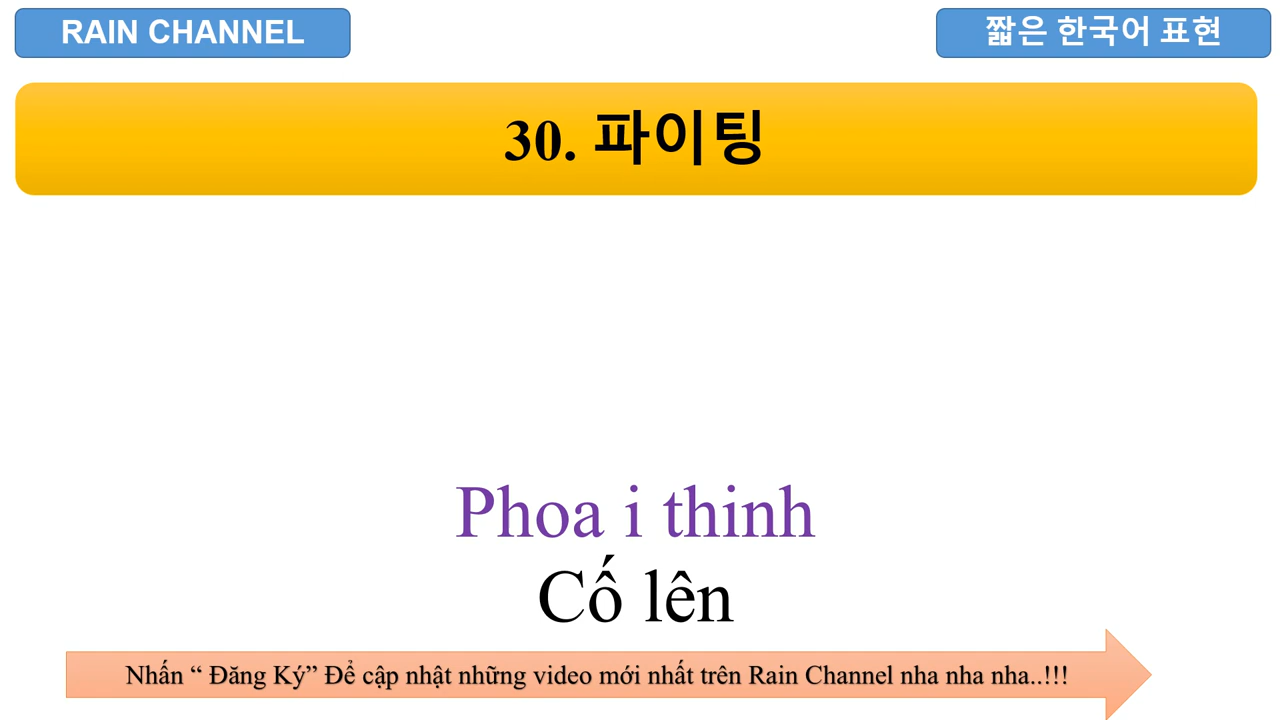 RAIN CHANNEL
짧은 한국어 표현
30. 파이팅
Phoa i thinh
Cố lên
Nhấn “ Đăng Ký” Để cập nhật những video mới nhất trên Rain Channel nha nha nha..!!!